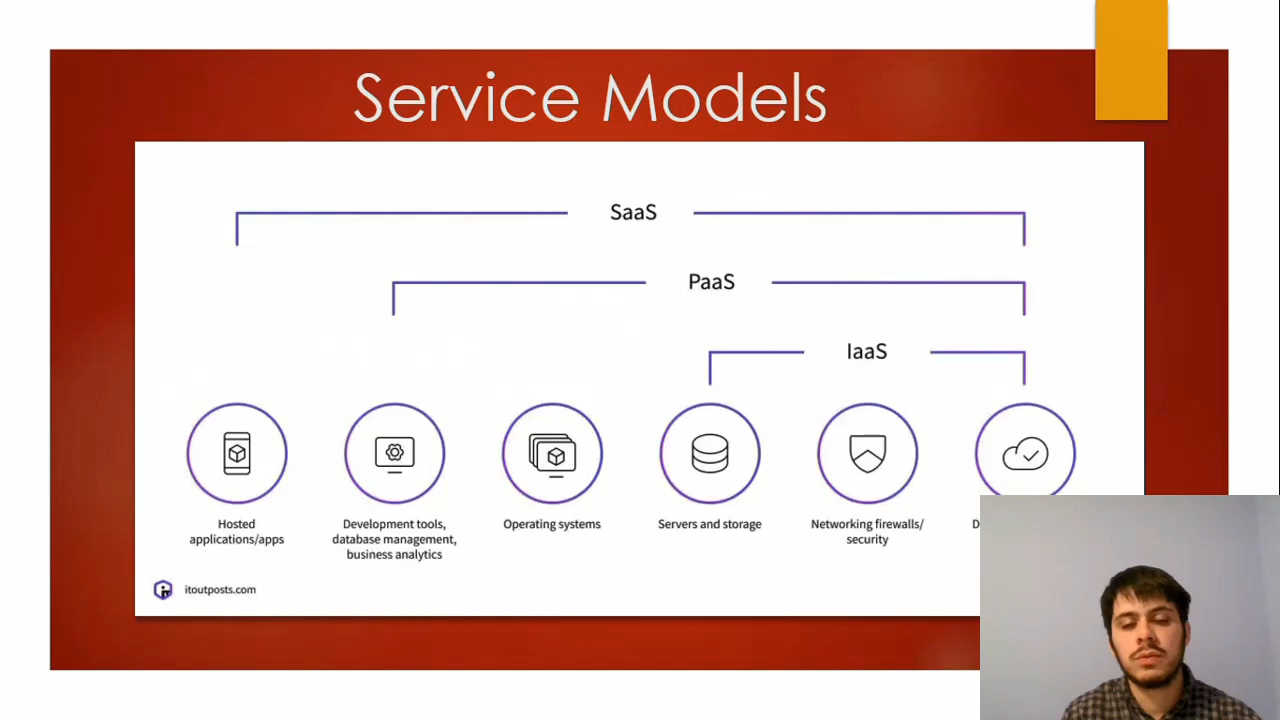 Service Models
SaaS
PaaS
IaaS
Hosted
applications/apps
Development tools,
database management,
business analytics
Operating systems
Servers and storage
Networking firewalls/
security
itoutposts.com